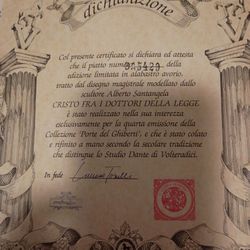 dichiarazione
Col presente certificato si dichiara ed attesta
che il piatto numero della
edizione limitata in alabastro avorio,
tratto dal disegno magistrale modellato dallo
scultore Alberto Santangela
CRISTO FRA I DOTTORI DELLA LEGGE
è stato realizzato nella sua interezza
esclusivamente per la quarta emissione della
Collezione 'Porte del Ghiberti', e che è stato colato
e rifinito a mano secondo la secolare tradizione
che distingue lo Studio Dante di Volteradici.
In fede